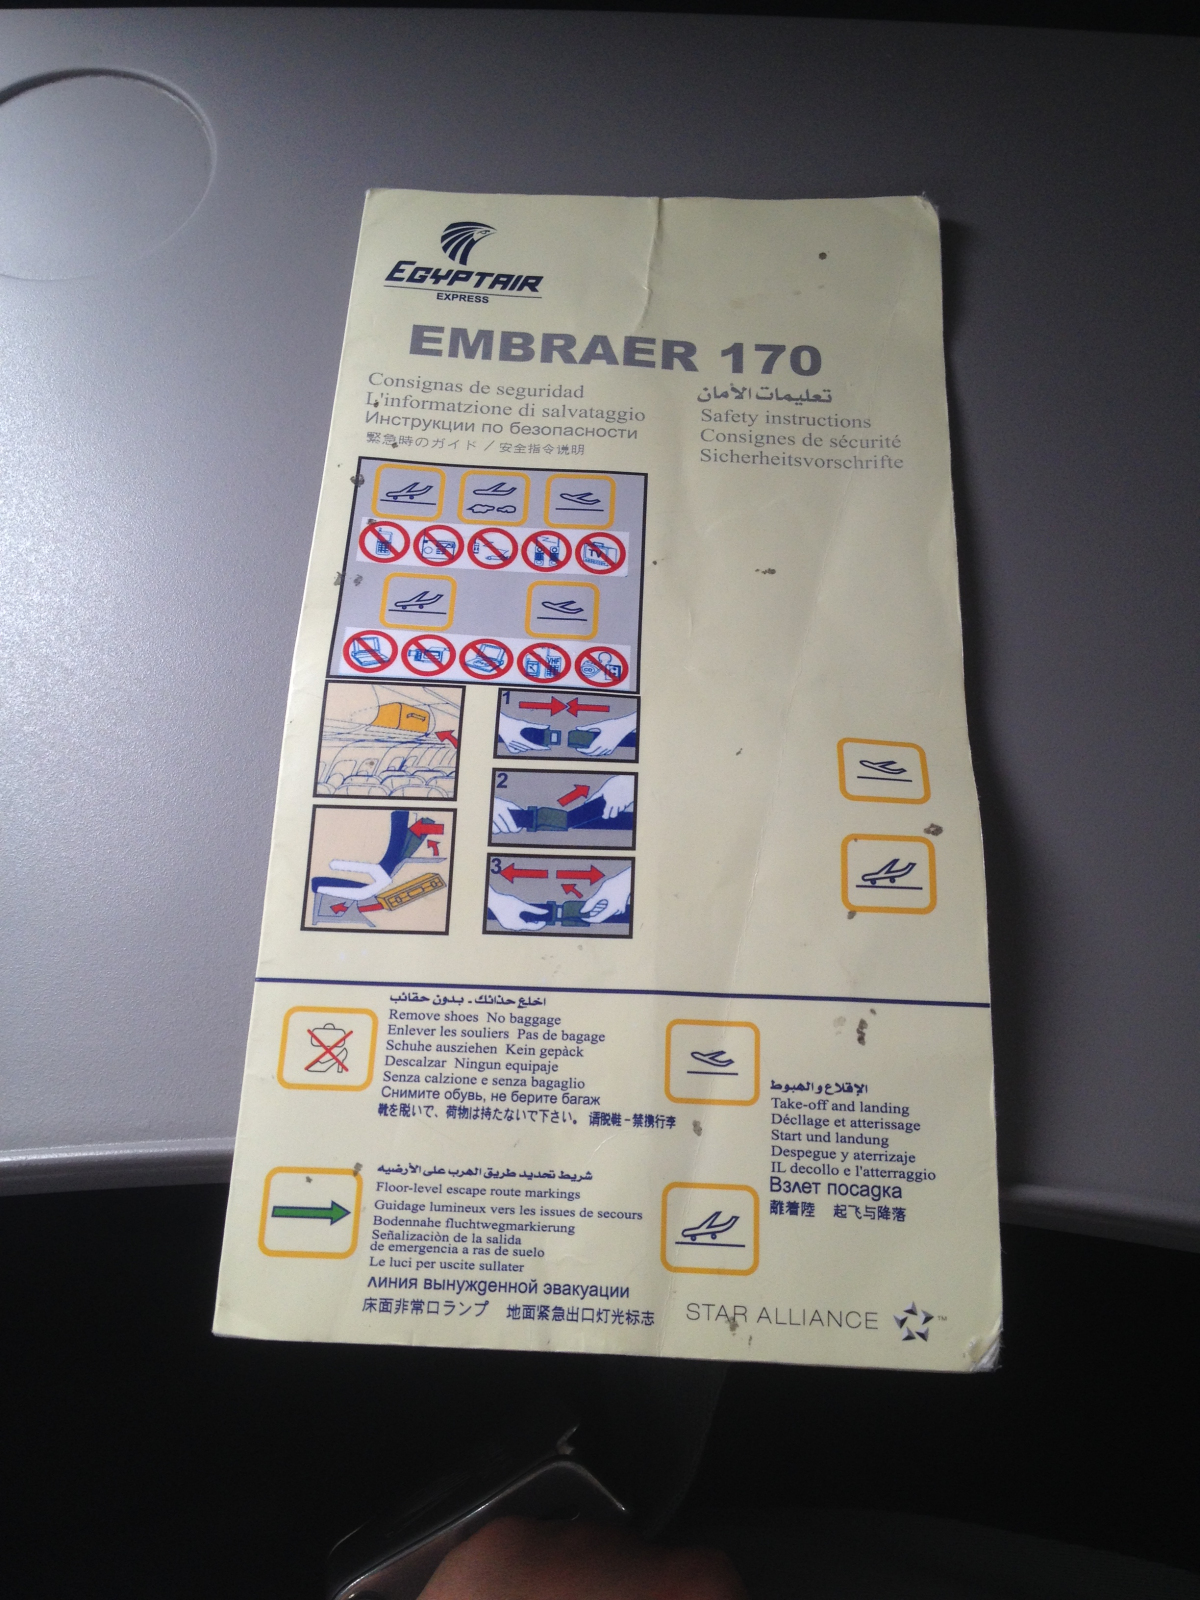 EGYPTAIR
EXPRESS
EMBRAER 170
Consignas de seguridad
L'informatzione di salvataggio
Инструкции по безопасности
緊急時のガイド / 安全指令说明
تعليمات الأمان
Safety instructions
Consignes de sécurité
Sicherheitsvorschrifte
1
2
3
اخلع حذائك - بدون حقائب
Remove shoes No baggage
Enlever les souliers Pas de bagage
Schuhe ausziehen Kein gepàck
Descalzar Ningun equipaje
Senza calzione e senza bagaglio
Снимите обувь, не берите багаж
靴を脱いで、荷物は持たないで下さい。 请脱鞋-禁携行李
شريط تحديد طريق الهرب على الأرضيه
Floor-level escape route markings
Guidage lumineux vers les issues de secours
Bodennahe fluchtwegmarkierung
Señalizaciòn de la salida
de emergencia a ras de suelo
Le luci per uscite sullater
линия вынужденной эвакуации
床面非常口ランプ 地面紧急出口灯光标志
الإقلاع والهبوط
Take-off and landing
Décllage et atterissage
Start und landung
Despegue y aterrizaje
IL decollo e l'atterraggio
Взлет посадка
離着陸 起飞与降落
STAR ALLIANCE ™